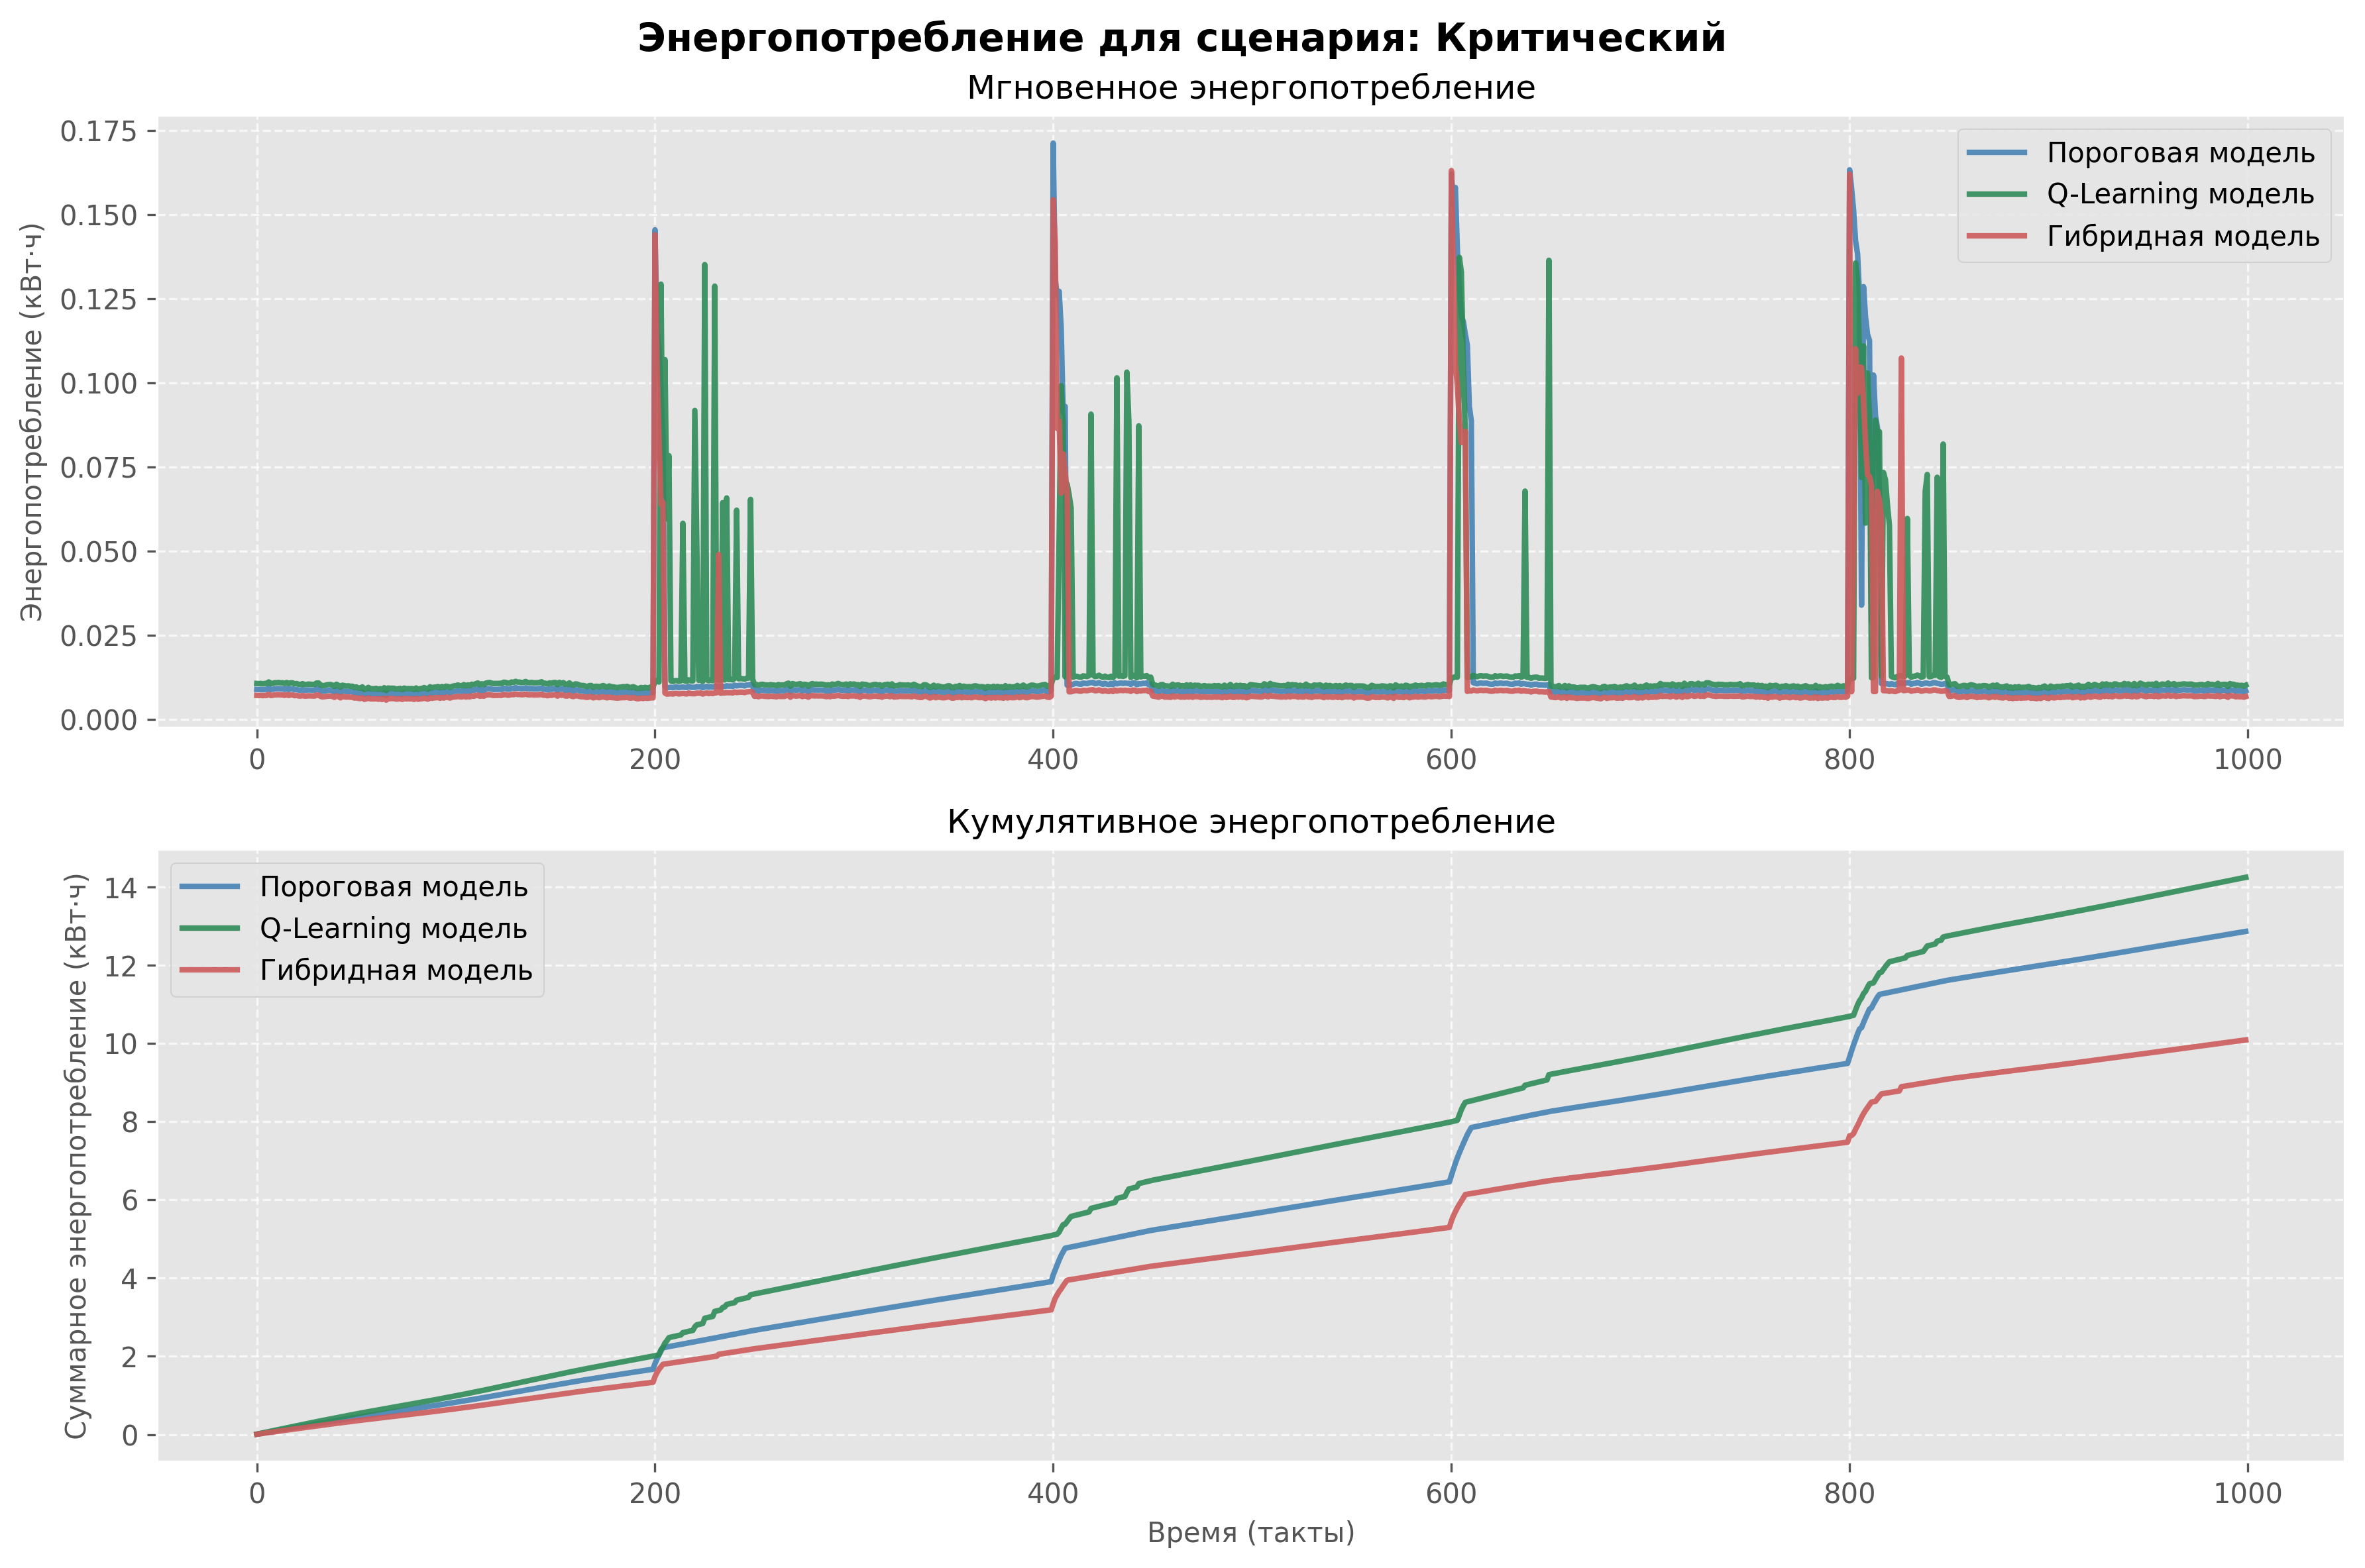 Энергопотребление для сценария: Критический
Мгновенное энергопотребление
Энергопотребление (кВт·ч)
0.175
0.150
0.125
0.100
0.075
0.050
0.025
0.000
Пороговая модель
Q-Learning модель
Гибридная модель
0 200 400 600 800 1000
Кумулятивное энергопотребление
Суммарное энергопотребление (кВт·ч)
14
12
10
8
6
4
2
0
Пороговая модель
Q-Learning модель
Гибридная модель
0 200 400 600 800 1000
Время (такты)